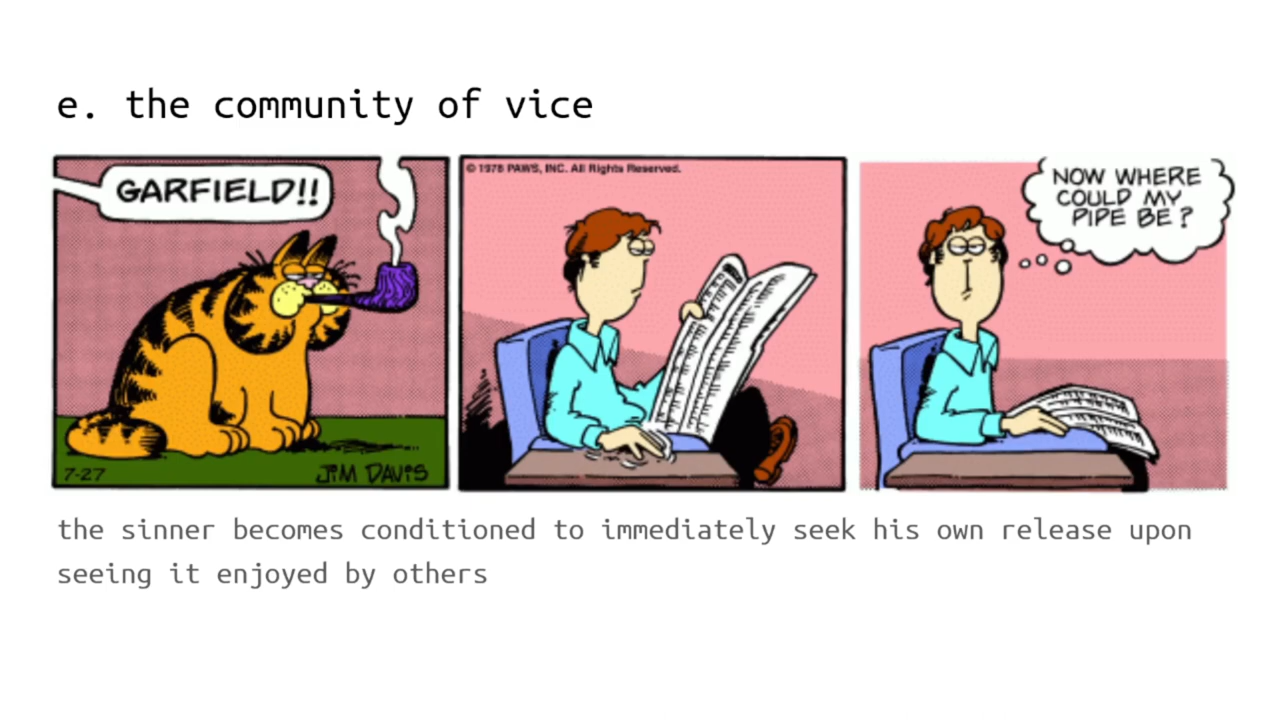 e. the community of vice
GARFIELD!!
7-27
JIM DAVIS
© 1978 PAWS, INC. All Rights Reserved.
NOW WHERE
COULD MY
PIPE BE?
the sinner becomes conditioned to immediately seek his own release upon
seeing it enjoyed by others